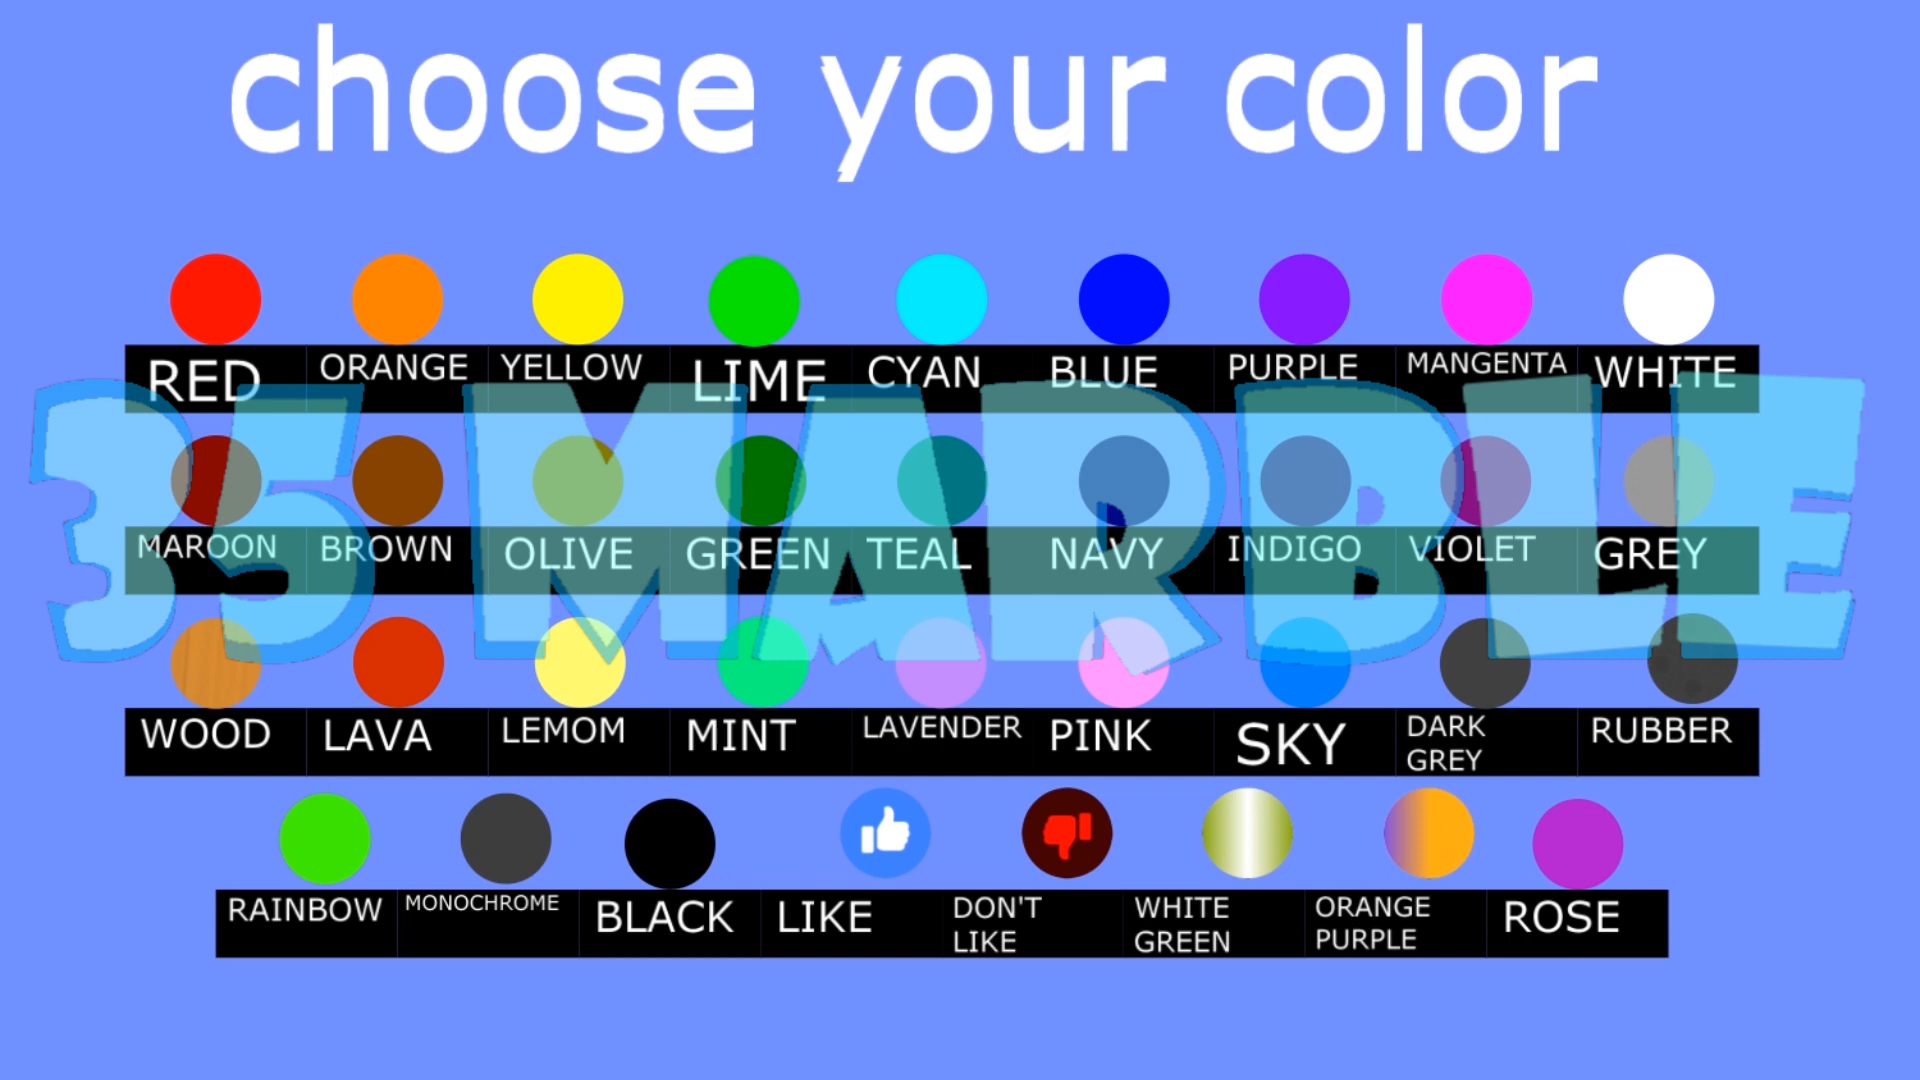 choose your color
RED ORANGE YELLOW LIME CYAN BLUE PURPLE MANGENTA WHITE
35 MARBLE
MAROON BROWN OLIVE GREEN TEAL NAVY INDIGO VIOLET GREY
WOOD LAVA LEMOM MINT LAVENDER PINK SKY DARK GREY RUBBER
RAINBOW MONOCHROME BLACK LIKE DON'T LIKE WHITE GREEN ORANGE PURPLE ROSE